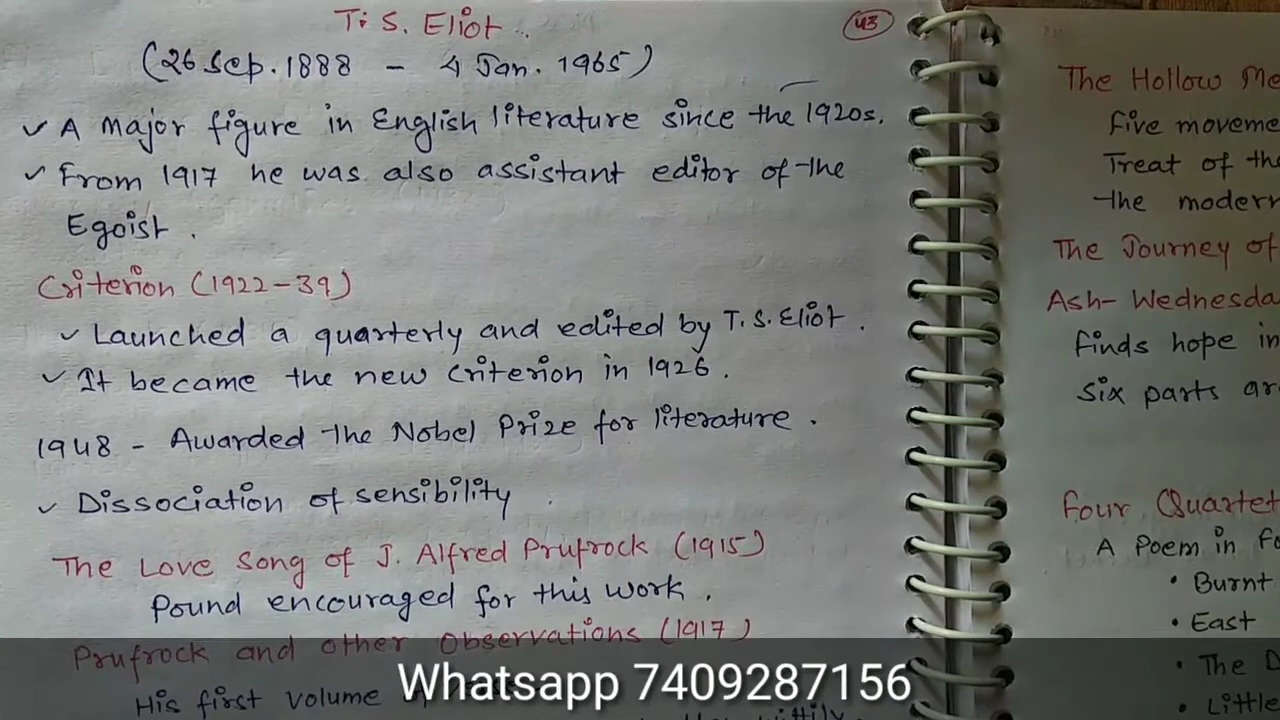 T. S. Eliot
43
(26 Sep. 1888 - 4 Jan. 1965)
✓ A major figure in English literature since the 1920s.
✓ From 1917 he was also assistant editor of the
Egoist.
Criterion (1922-39)
✓ Launched a quarterly and edited by T. S. Eliot.
✓ It became the new Criterion in 1926.
1948 - Awarded the Nobel Prize for literature.
✓ Dissociation of sensibility
The Love Song of J. Alfred Prufrock (1915)
Pound encouraged for this work.
Prufrock and other Observations (1917)
His first volume
The Hollow Me
Five moveme
Treat of the
the modern
The Journey of
Ash-Wednesda
finds hope in
Six parts ar
Four Quartet
A Poem in fo
• Burnt
• East
• The D
• Little
Whatsapp 7409287156